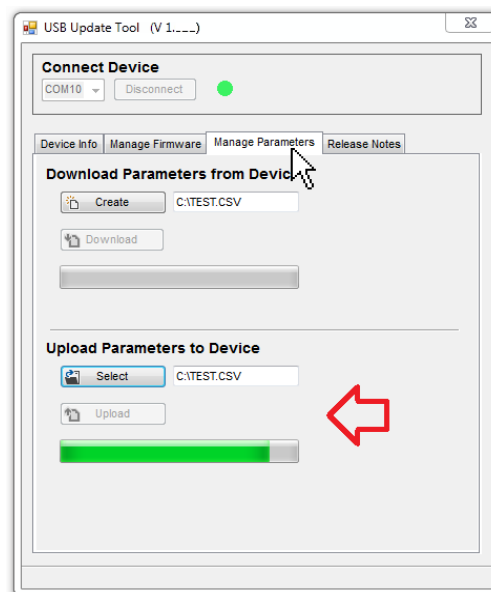 USB Update Tool (V 1.___)
Connect Device
COM10 Disconnect
Device Info Manage Firmware Manage Parameters Release Notes
Download Parameters from Devic
Create C:\TEST.CSV
Download
Upload Parameters to Device
Select C:\TEST.CSV
Upload